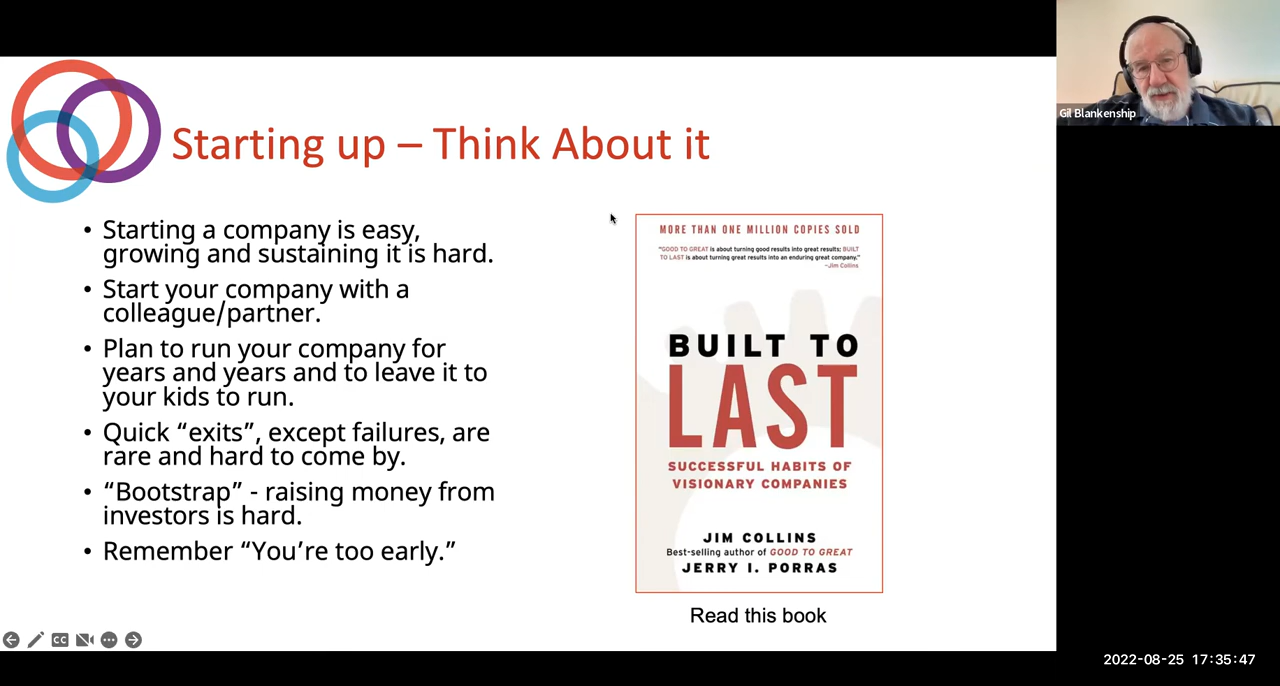 Gil Blankenship
Starting up – Think About it
• Starting a company is easy,
growing and sustaining it is hard.
• Start your company with a
colleague/partner.
• Plan to run your company for
years and years and to leave it to
your kids to run.
• Quick “exits”, except failures, are
rare and hard to come by.
• “Bootstrap” - raising money from
investors is hard.
• Remember “You’re too early.”
MORE THAN ONE MILLION COPIES SOLD
"GOOD TO GREAT is about turning good results into great results; BUILT
TO LAST is about turning great results into an enduring great company."
–Jim Collins
BUILT TO
LAST
SUCCESSFUL HABITS OF
VISIONARY COMPANIES
JIM COLLINS
Best-selling author of GOOD TO GREAT
JERRY I. PORRAS
Read this book
CC
2022-08-25 17:35:47